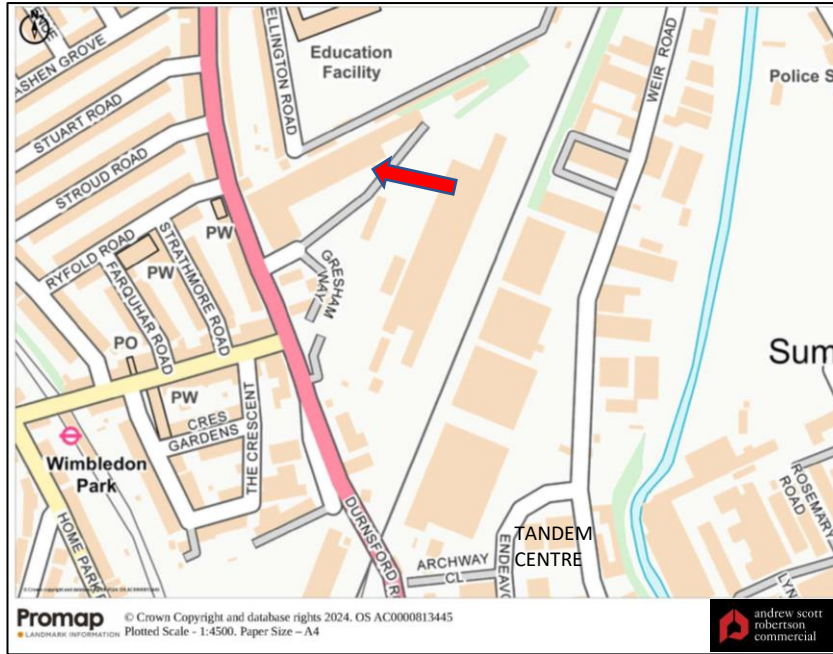 N
ASHEN GROVE
ELLINGTON ROAD
Education
Facility
WEIR ROAD
Police S
STUART ROAD
STROUD ROAD
RYFOLD ROAD
PW
STRATHMORE ROAD
PW
FARQUHAR ROAD
GRESHAM
WAY
PO
PW
CRES
GARDENS
THE CRESCENT
Sum
Wimbledon
Park
HOME PARK
DURNSFORD R
ARCHWAY
CL
ENDEAVO
TANDEM
CENTRE
ROSEMARY
ROAD
LYN
Promap
LANDMARK INFORMATION
© Crown Copyright and database rights 2024. OS AC0000813445
Plotted Scale - 1:4500. Paper Size – A4
andrew scott
robertson
commercial